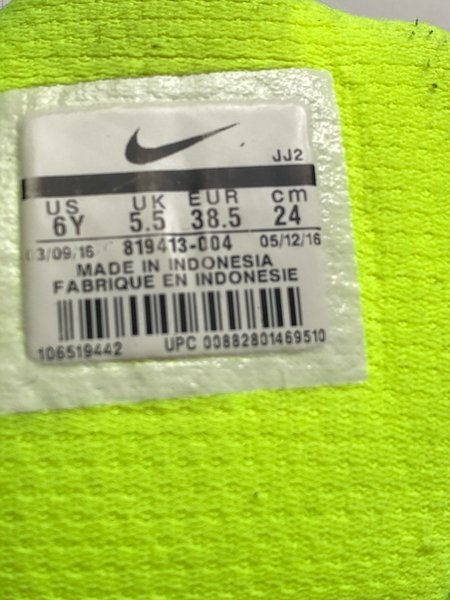 JJ2
US UK EUR cm
6Y 5.5 38.5 24
03/09/16 819413-004 05/12/16
MADE IN INDONESIA
FABRIQUE EN INDONESIE
106519442 UPC 00882801469510